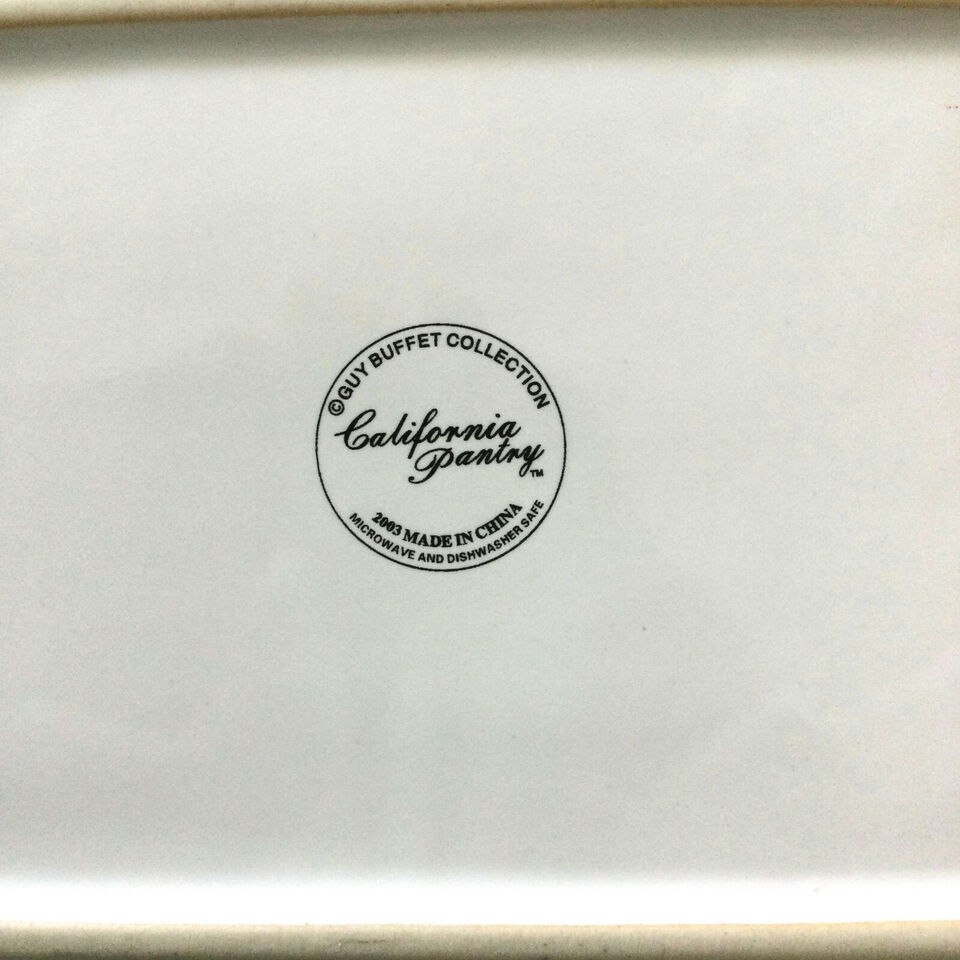 ©GUY BUFFET COLLECTION
California
Pantry™
2003 MADE IN CHINA
MICROWAVE AND DISHWASHER SAFE